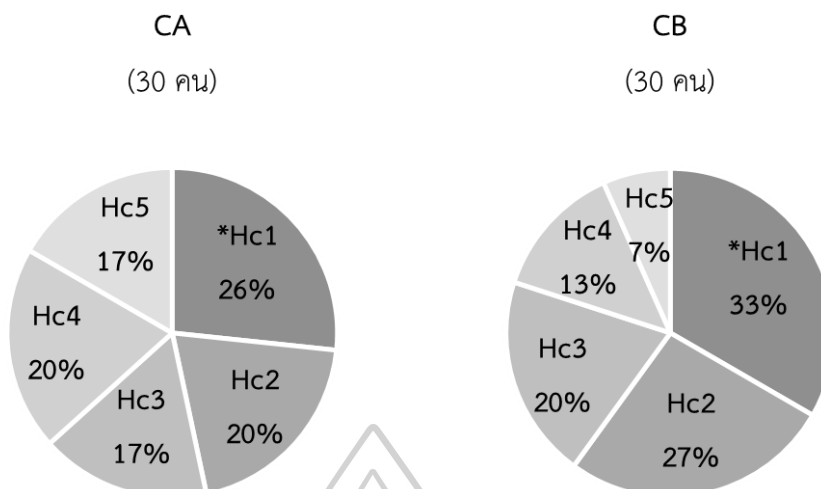 CA
(30 คน)
*Hc1
26%
Hc2
20%
Hc3
17%
Hc4
20%
Hc5
17%
CB
(30 คน)
*Hc1
33%
Hc2
27%
Hc3
20%
Hc4
13%
Hc5
7%